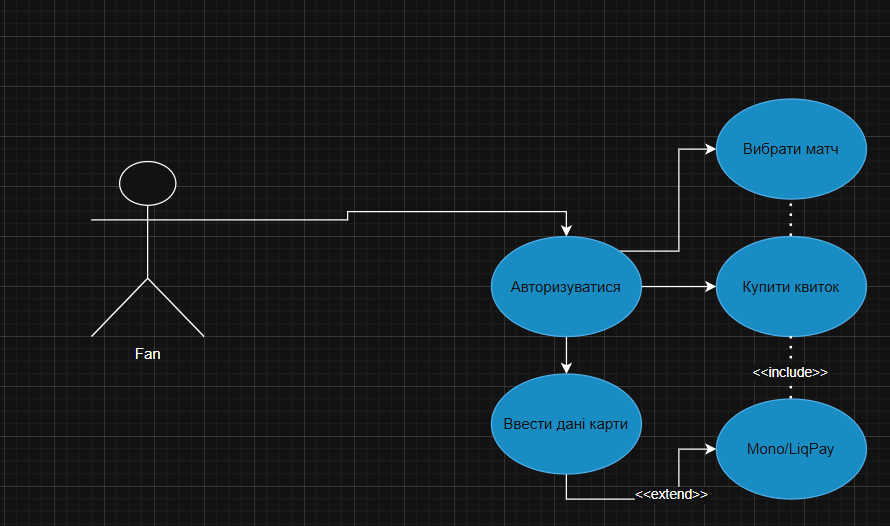 Вибрати матч
Авторизуватися
Купити квиток
Fan
<<include>>
Ввести дані карти
Mono/LiqPay
<<extend>>